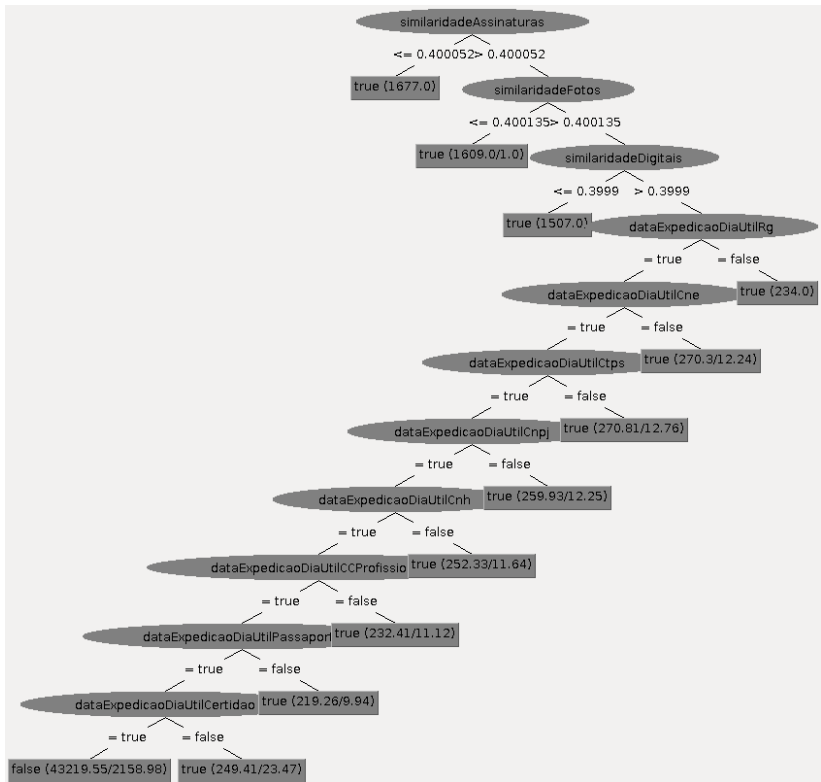 similaridadeAssinaturas
<= 0.400052 > 0.400052
true (1677.0)
similaridadeFotos
<= 0.400135 > 0.400135
true (1609.0/1.0)
similaridadeDigitais
<= 0.3999 > 0.3999
true (1507.0)
dataExpedicaoDiaUtilRg
= true = false
dataExpedicaoDiaUtilCne
true (234.0)
= true = false
dataExpedicaoDiaUtilCtps
true (270.3/12.24)
= true = false
dataExpedicaoDiaUtilCnpj
true (270.81/12.76)
= true = false
dataExpedicaoDiaUtilCnh
true (259.93/12.25)
= true = false
dataExpedicaoDiaUtilCCProfissio
true (252.33/11.64)
= true = false
dataExpedicaoDiaUtilPassaport
true (232.41/11.12)
= true = false
dataExpedicaoDiaUtilCertidao
true (219.26/9.94)
= true = false
false (43219.55/2158.98)
true (249.41/23.47)